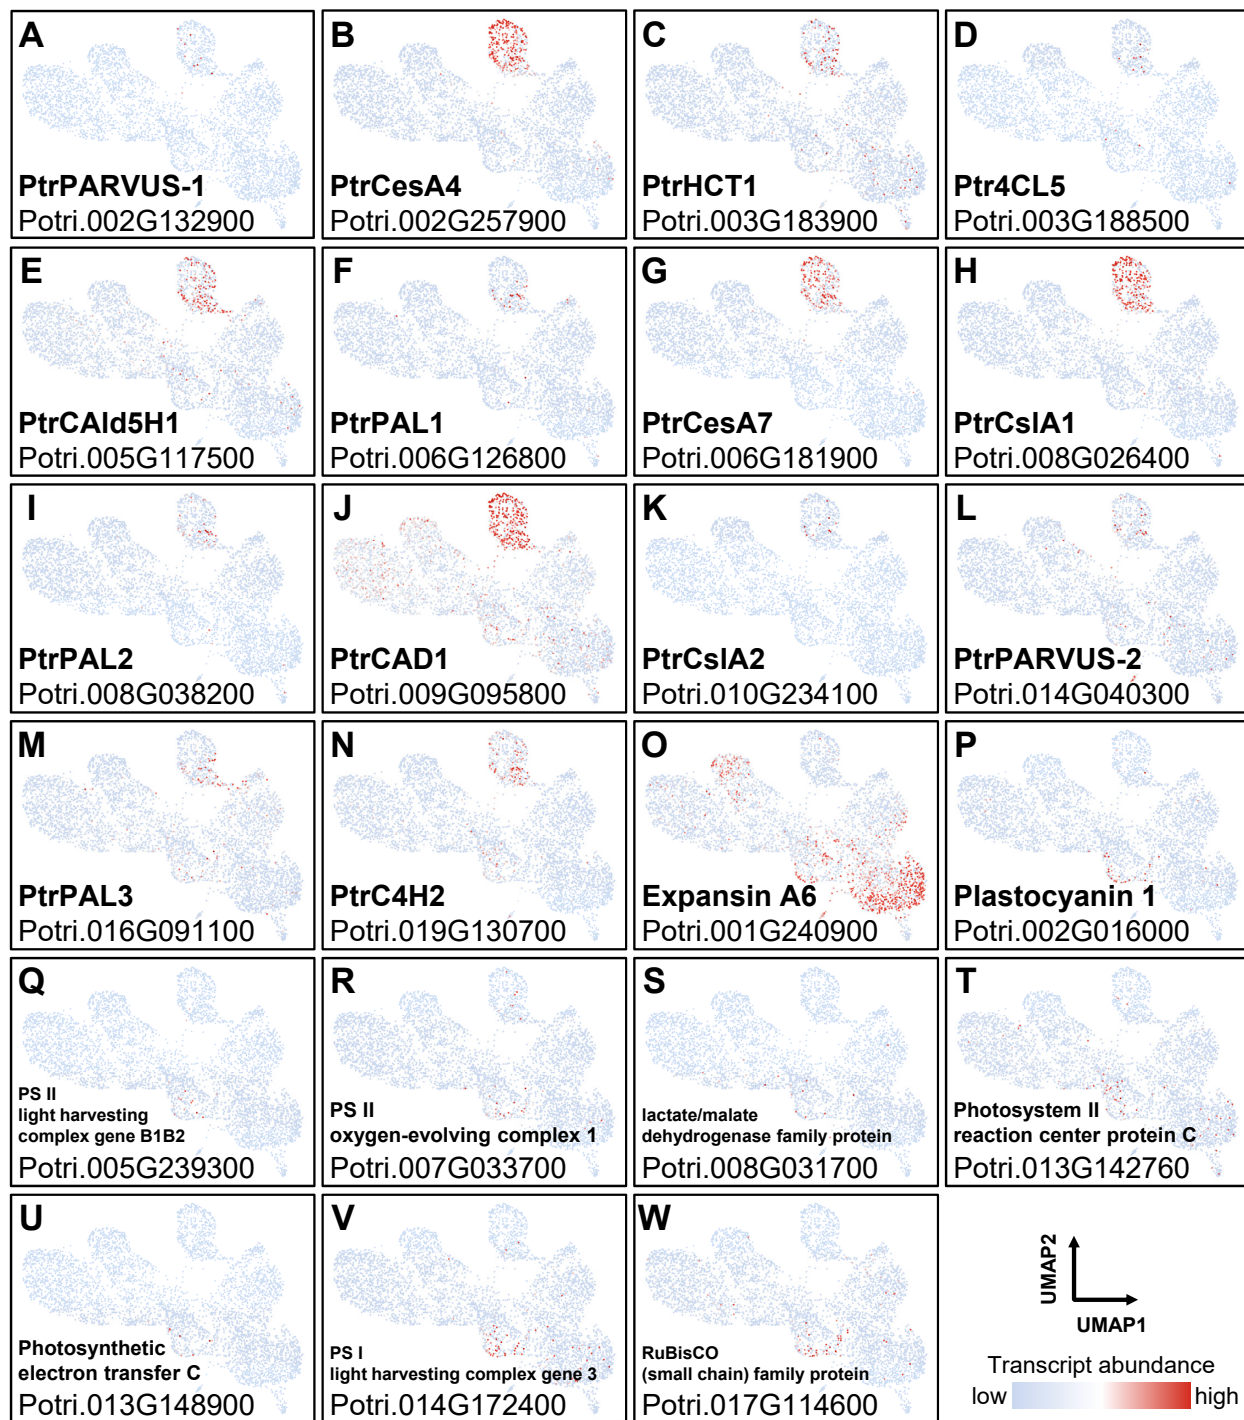 A
PtrPARVUS-1
Potri.002G132900
B
PtrCesA4
Potri.002G257900
C
PtrHCT1
Potri.003G183900
D
Ptr4CL5
Potri.003G188500
E
PtrCAld5H1
Potri.005G117500
F
PtrPAL1
Potri.006G126800
G
PtrCesA7
Potri.006G181900
H
PtrCslA1
Potri.008G026400
I
PtrPAL2
Potri.008G038200
J
PtrCAD1
Potri.009G095800
K
PtrCslA2
Potri.010G234100
L
PtrPARVUS-2
Potri.014G040300
M
PtrPAL3
Potri.016G091100
N
PtrC4H2
Potri.019G130700
O
Expansin A6
Potri.001G240900
P
Plastocyanin 1
Potri.002G016000
Q
PS II
light harvesting
complex gene B1B2
Potri.005G239300
R
PS II
oxygen-evolving complex 1
Potri.007G033700
S
lactate/malate
dehydrogenase family protein
Potri.008G031700
T
Photosystem II
reaction center protein C
Potri.013G142760
U
Photosynthetic
electron transfer C
Potri.013G148900
V
PS I
light harvesting complex gene 3
Potri.014G172400
W
RuBisCO
(small chain) family protein
Potri.017G114600
UMAP2
UMAP1
Transcript abundance
low high